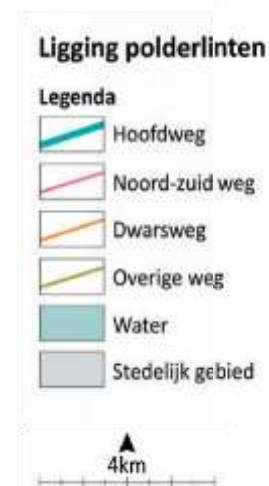 Ligging polderlinten
Legenda
Hoofdweg
Noord-zuid weg
Dwarsweg
Overige weg
Water
Stedelijk gebied
4km